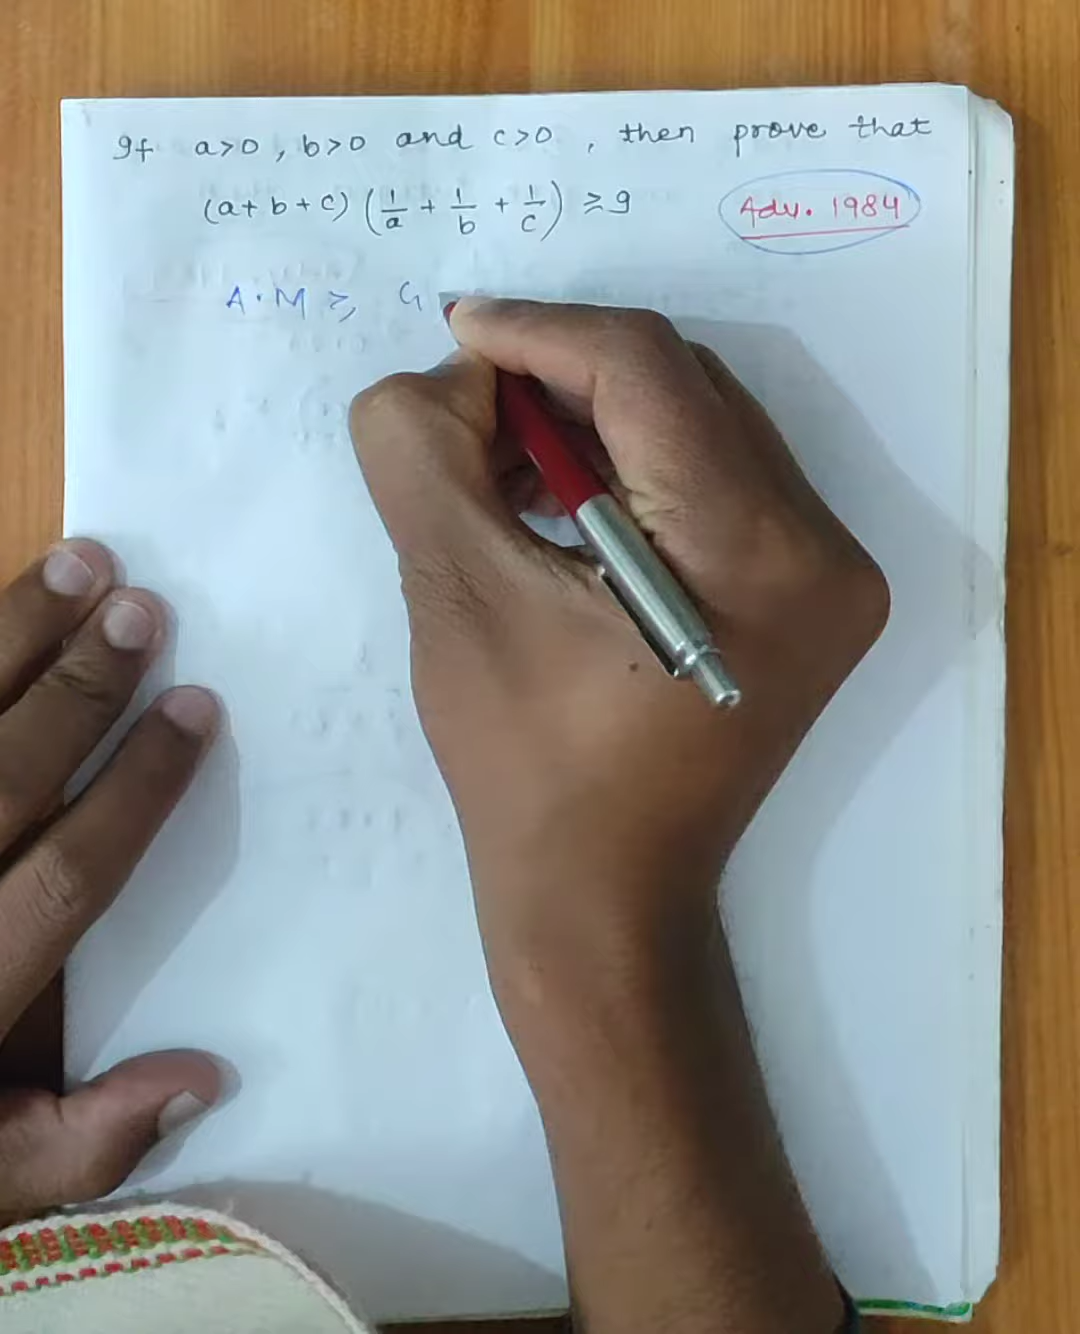 If a>0, b>0 and c>0, then prove that
(a+b+c) (1/a + 1/b + 1/c) ≥ 9
Adv. 1984
A.M ≥ G